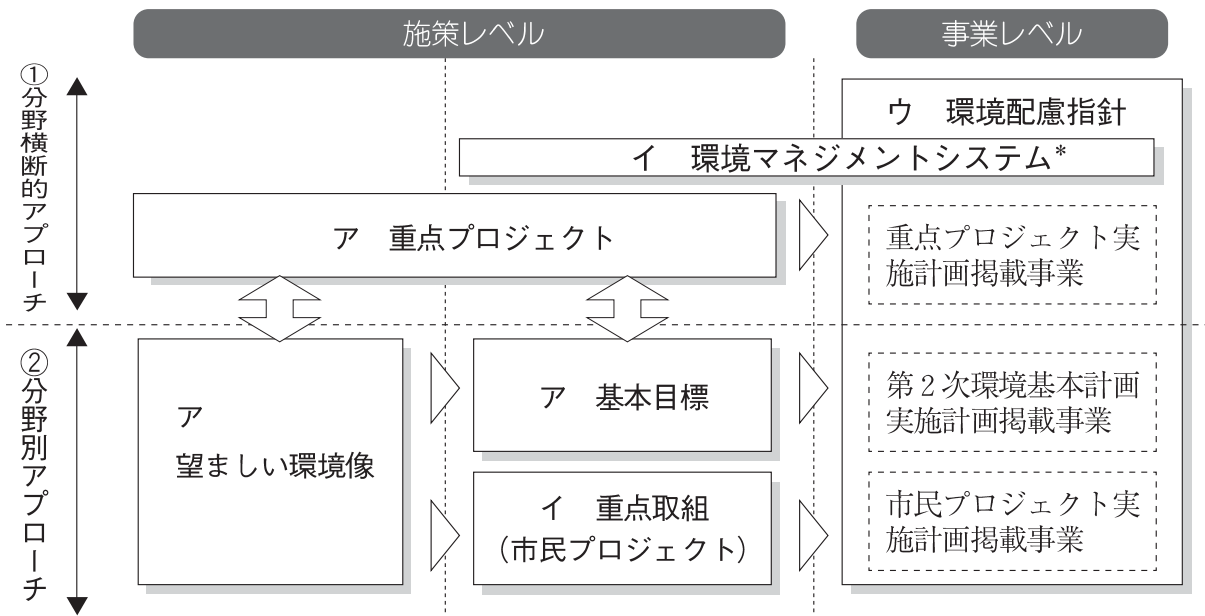 施策レベル
事業レベル
①分野横断的アプローチ
ウ　環境配慮指針
イ　環境マネジメントシステム*
ア　重点プロジェクト
重点プロジェクト実
施計画掲載事業
②分野別アプローチ
ア
望ましい環境像
ア　基本目標
第2次環境基本計画
実施計画掲載事業
イ　重点取組
（市民プロジェクト）
市民プロジェクト実
施計画掲載事業